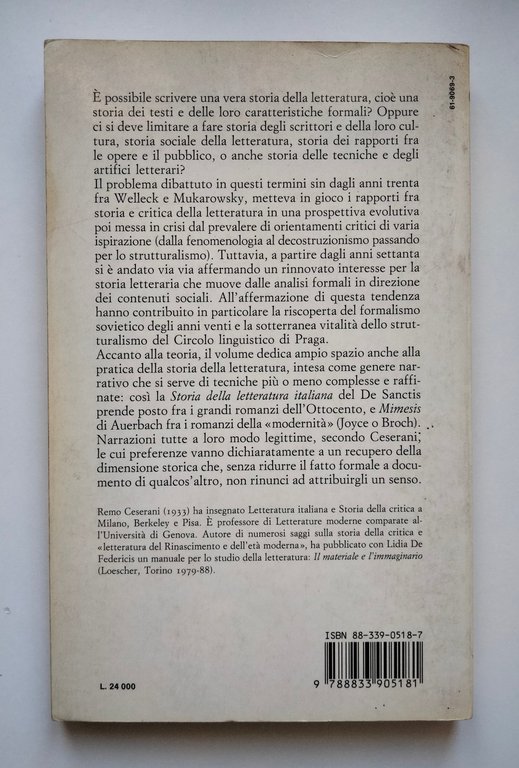 61-9069-3
È possibile scrivere una vera storia della letteratura, cioè una
storia dei testi e delle loro caratteristiche formali? Oppure
ci si deve limitare a fare storia degli scrittori e della loro cul-
tura, storia sociale della letteratura, storia dei rapporti fra
le opere e il pubblico, o anche storia delle tecniche e degli
artifici letterari?
Il problema dibattuto in questi termini sin dagli anni trenta
fra Welleck e Mukarowsky, metteva in gioco i rapporti fra
storia e critica della letteratura in una prospettiva evolutiva
poi messa in crisi dal prevalere di orientamenti critici di varia
ispirazione (dalla fenomenologia al decostruzionismo passando
per lo strutturalismo). Tuttavia, a partire dagli anni settanta
si è andato via via affermando un rinnovato interesse per la
storia letteraria che muove dalle analisi formali in direzione
dei contenuti sociali. All'affermazione di questa tendenza
hanno contribuito in particolare la riscoperta del formalismo
sovietico degli anni venti e la sotterranea vitalità dello strut-
turalismo del Circolo linguistico di Praga.
Accanto alla teoria, il volume dedica ampio spazio anche alla
pratica della storia della letteratura, intesa come genere nar-
rativo che si serve di tecniche più o meno complesse e raffi-
nate: così la Storia della letteratura italiana del De Sanctis
prende posto fra i grandi romanzi dell'Ottocento, e Mimesis
di Auerbach fra i romanzi della «modernità» (Joyce o Broch).
Narrazioni tutte a loro modo legittime, secondo Ceserani,
le cui preferenze vanno dichiaratamente a un recupero della
dimensione storica che, senza ridurre il fatto formale a docu-
mento di qualcos'altro, non rinunci ad attribuirgli un senso.
Remo Ceserani (1933) ha insegnato Letteratura italiana e Storia della critica a
Milano, Berkeley e Pisa. È professore di Letterature moderne comparate al-
l'Università di Genova. Autore di numerosi saggi sulla storia della critica e
«letteratura del Rinascimento e dell'età moderna», ha pubblicato con Lidia De
Federicis un manuale per lo studio della letteratura: Il materiale e l'immaginario
(Loescher, Torino 1979-88).
ISBN 88-339-0518-7
9 788833 905181
L. 24 000